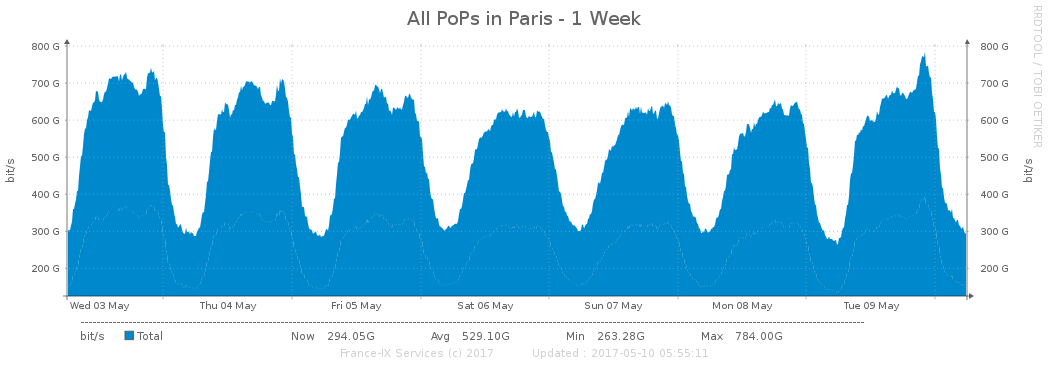 All PoPs in Paris - 1 Week
RRDTOOL / TOBI OETIKER
bit/s
800 G
700 G
600 G
500 G
400 G
300 G
200 G
800 G
700 G
600 G
500 G
400 G
300 G
200 G
bit/s
Wed 03 May Thu 04 May Fri 05 May Sat 06 May Sun 07 May Mon 08 May Tue 09 May
bit/s Total Now 294.05G Avg 529.10G Min 263.28G Max 784.00G
France-IX Services (c) 2017 Updated : 2017-05-10 05:55:11